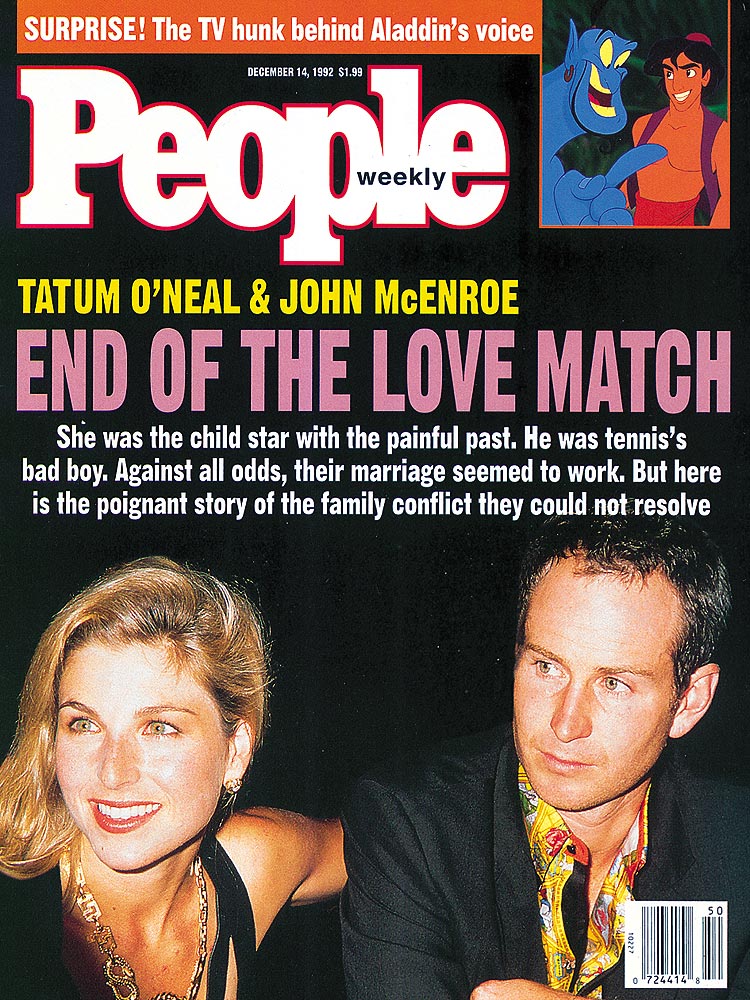 SURPRISE! The TV hunk behind Aladdin's voice
DECEMBER 14, 1992 $1.99
People
weekly
TATUM O'NEAL & JOHN McENROE
END OF THE LOVE MATCH
She was the child star with the painful past. He was tennis's
bad boy. Against all odds, their marriage seemed to work. But here
is the poignant story of the family conflict they could not resolve
50
10227
0 724414 8